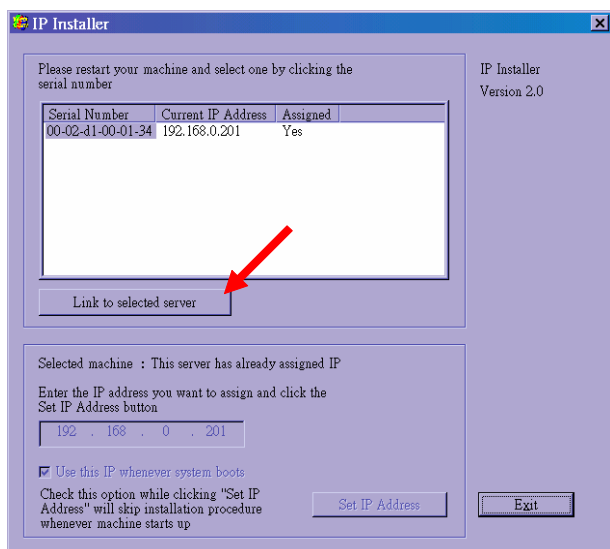 IP Installer
Please restart your machine and select one by clicking the
serial number
IP Installer
Version 2.0
Serial Number Current IP Address Assigned
00-02-d1-00-01-34 192.168.0.201 Yes
Link to selected server
Selected machine : This server has already assigned IP
Enter the IP address you want to assign and click the
Set IP Address button
192 . 168 . 0 . 201
Use this IP whenever system boots
Check this option while clicking "Set IP
Address" will skip installation procedure
whenever machine starts up
Set IP Address
Exit